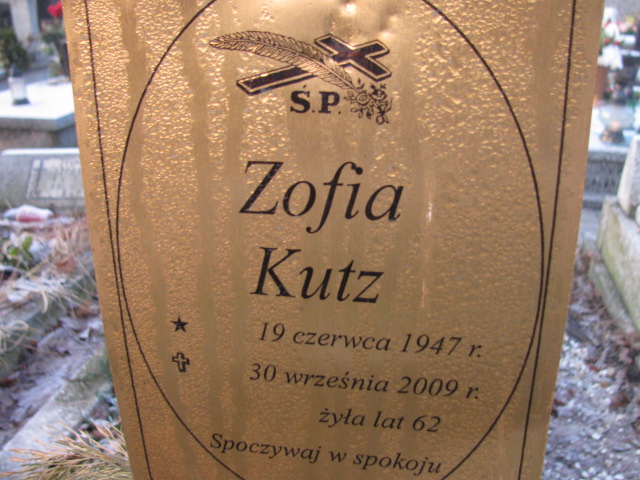 Ś.P.
Zofia
Kutz
19 czerwca 1947 r.
30 września 2009 r.
żyła lat 62
Spoczywaj w spokoju